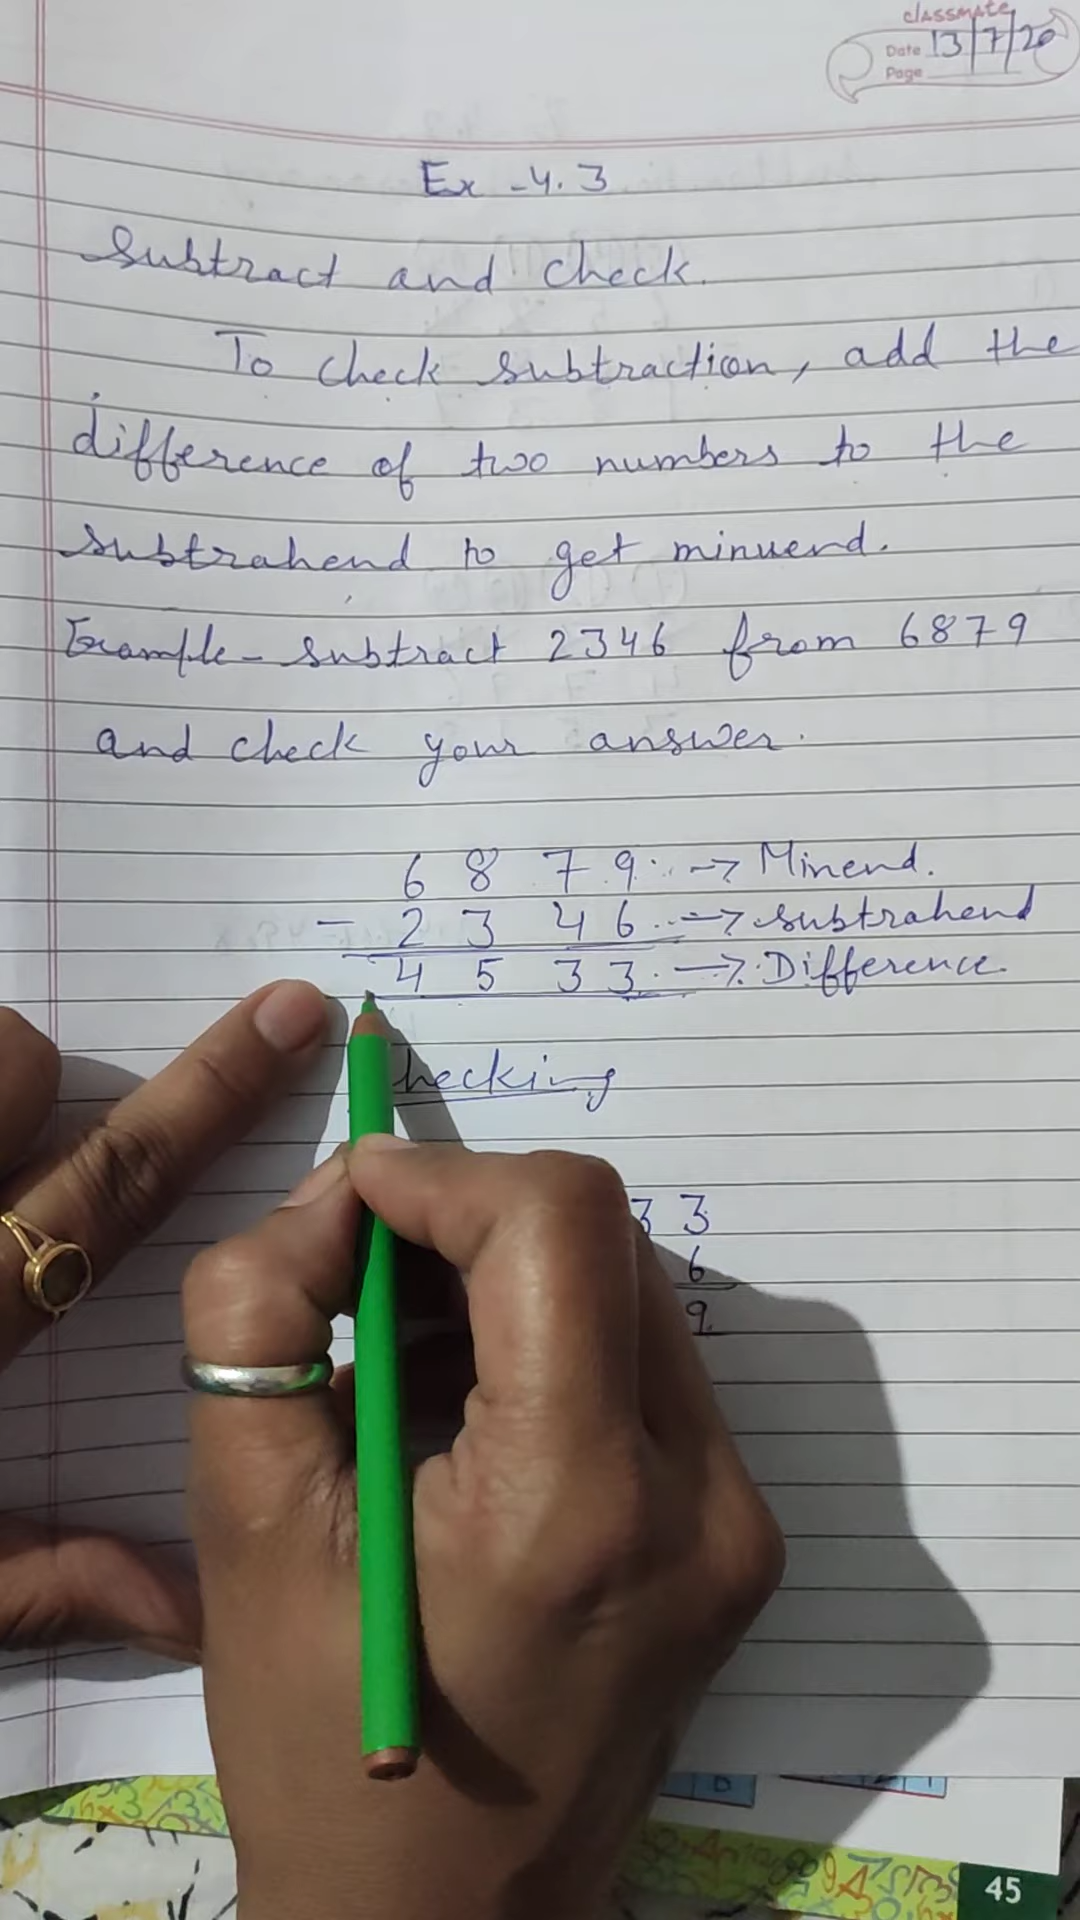 classmate
Date 13/7/20
Page
Ex - 4.3
Subtract and check.
To check subtraction, add the
difference of two numbers to the
subtrahend to get minuend.
Example - subtract 2346 from 6879
and check your answer.
6 8 7 9 → Minend.
- 2 3 4 6 → subtrahend
4 5 3 3 → Difference.
hecking
3 3
6
9
45